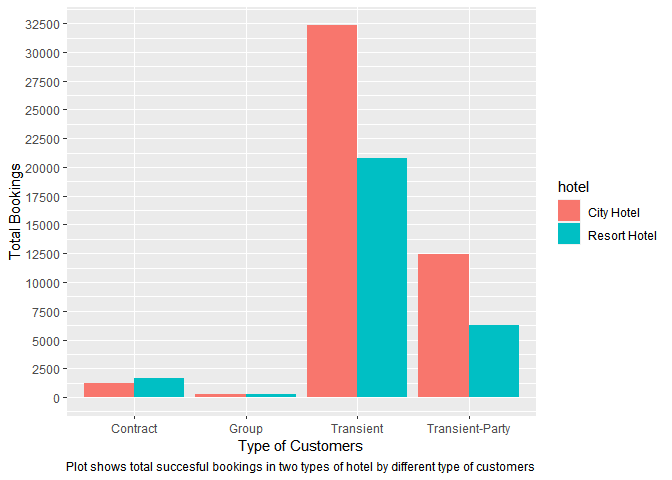 32500
30000
27500
25000
22500
20000
17500
15000
12500
10000
7500
5000
2500
0
Total Bookings
Contract
Group
Transient
Transient-Party
Type of Customers
Plot shows total succesful bookings in two types of hotel by different type of customers
hotel
City Hotel
Resort Hotel